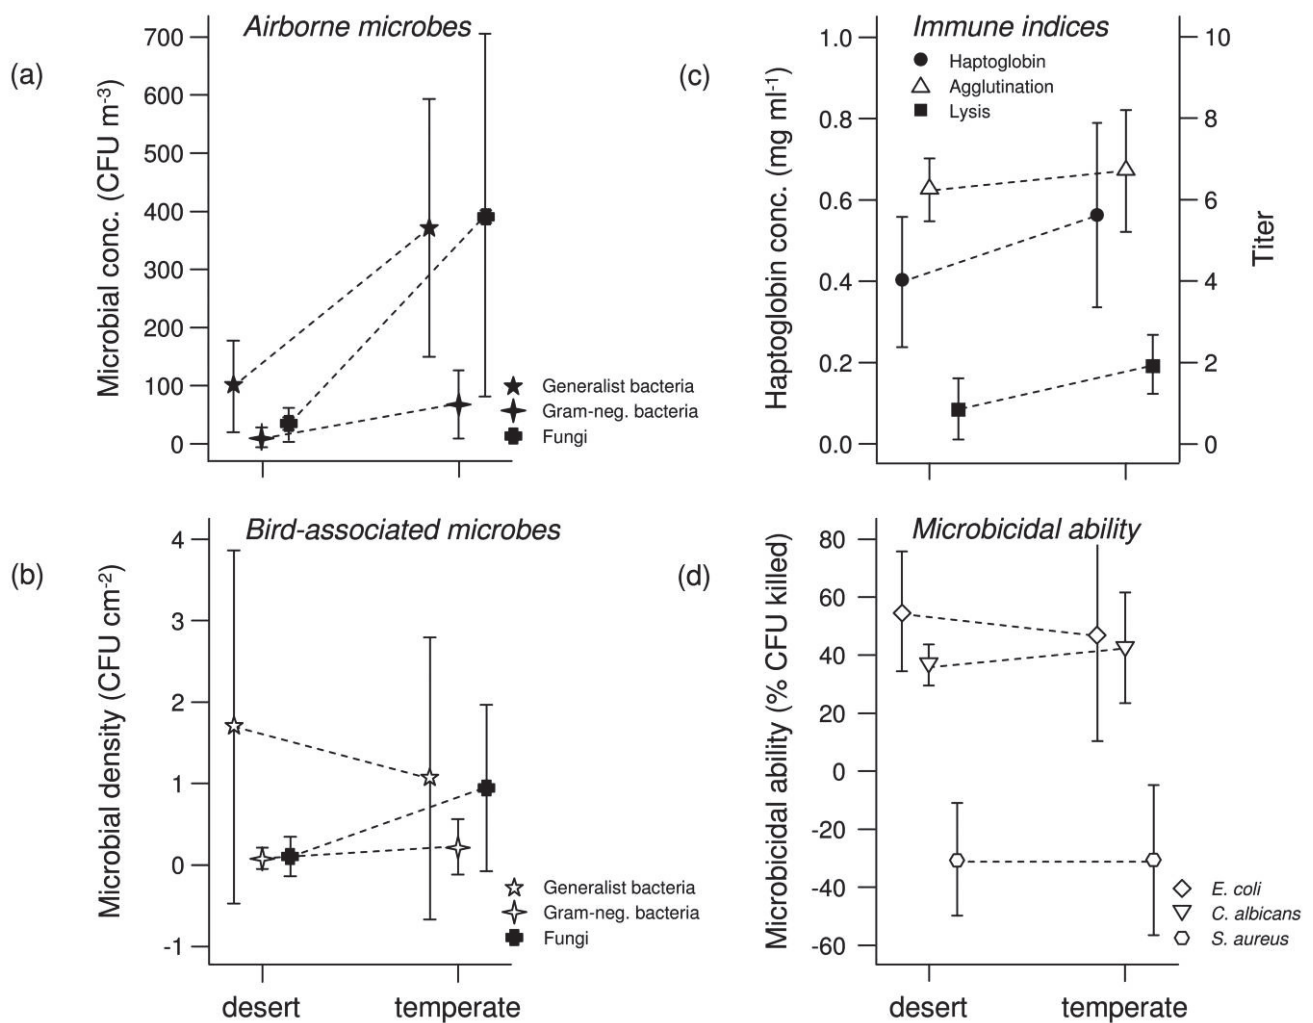 (a)
Airborne microbes
Microbial conc. (CFU m-3)
700
600
500
400
300
200
100
0
Generalist bacteria
Gram-neg. bacteria
Fungi
(c)
Immune indices
Haptoglobin
Agglutination
Lysis
Haptoglobin conc. (mg ml-1)
1.0
0.8
0.6
0.4
0.2
0.0
10
8
6
4
2
0
Titer
(b)
Bird-associated microbes
Microbial density (CFU cm-2)
4
3
2
1
0
-1
Generalist bacteria
Gram-neg. bacteria
Fungi
desert
temperate
(d)
Microbicidal ability
Microbicidal ability (% CFU killed)
80
60
40
20
0
-20
-40
-60
E. coli
C. albicans
S. aureus
desert
temperate